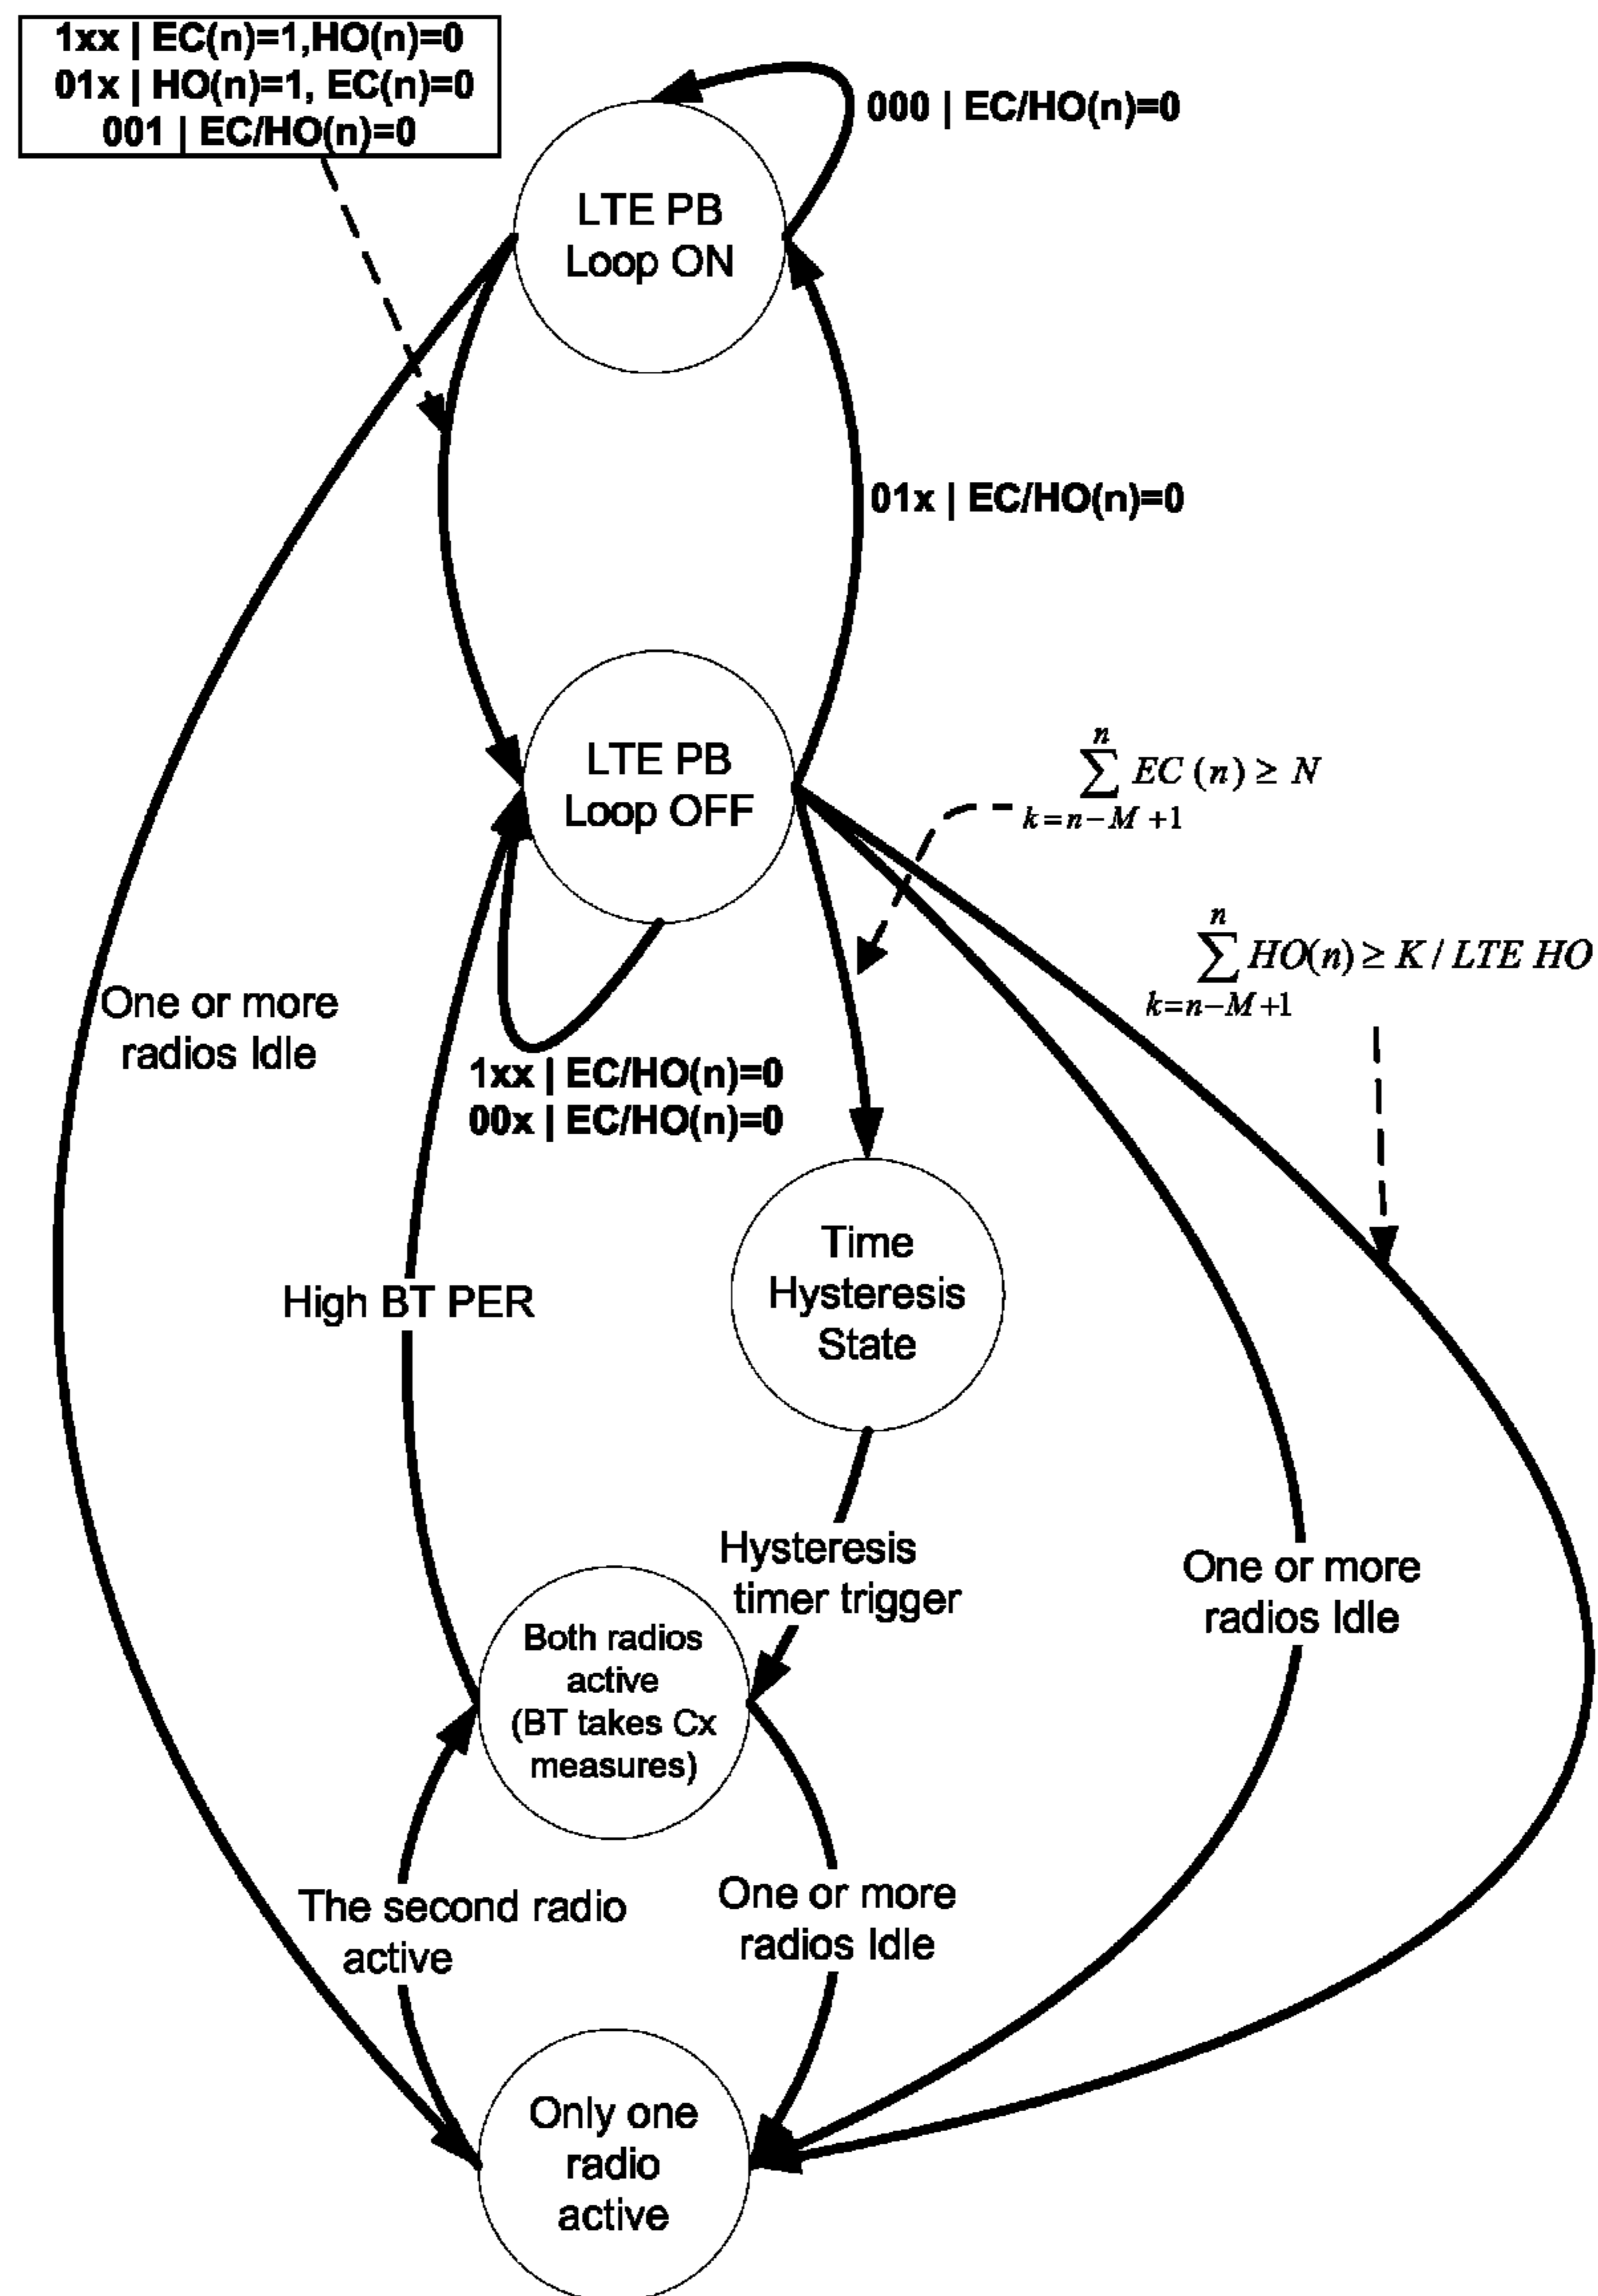 1xx | EC(n)=1,HO(n)=0
01x | HO(n)=1, EC(n)=0
001 | EC/HO(n)=0
000 | EC/HO(n)=0
LTE PB
Loop ON
01x | EC/HO(n)=0
LTE PB
Loop OFF
n
∑ EC (n) ≥ N
k=n-M+1
n
∑ HO(n) ≥ K / LTE HO
k=n-M+1
One or more
radios Idle
1xx | EC/HO(n)=0
00x | EC/HO(n)=0
Time
Hysteresis
State
High BT PER
Hysteresis
timer trigger
One or more
radios Idle
Both radios
active
(BT takes Cx
measures)
The second radio
active
One or more
radios Idle
Only one
radio
active